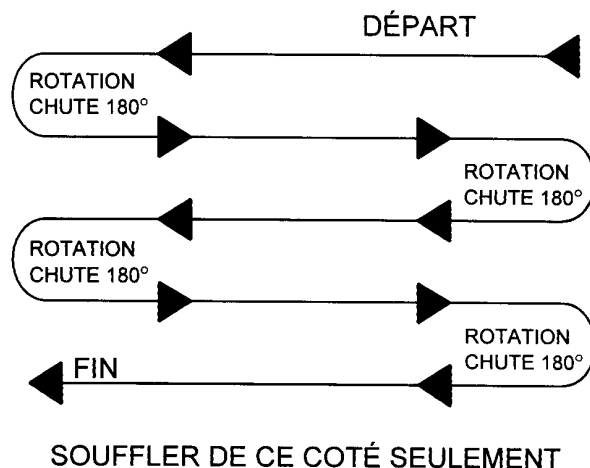 DÉPART
ROTATION
CHUTE 180°
ROTATION
CHUTE 180°
ROTATION
CHUTE 180°
ROTATION
CHUTE 180°
FIN
SOUFFLER DE CE COTÉ SEULEMENT